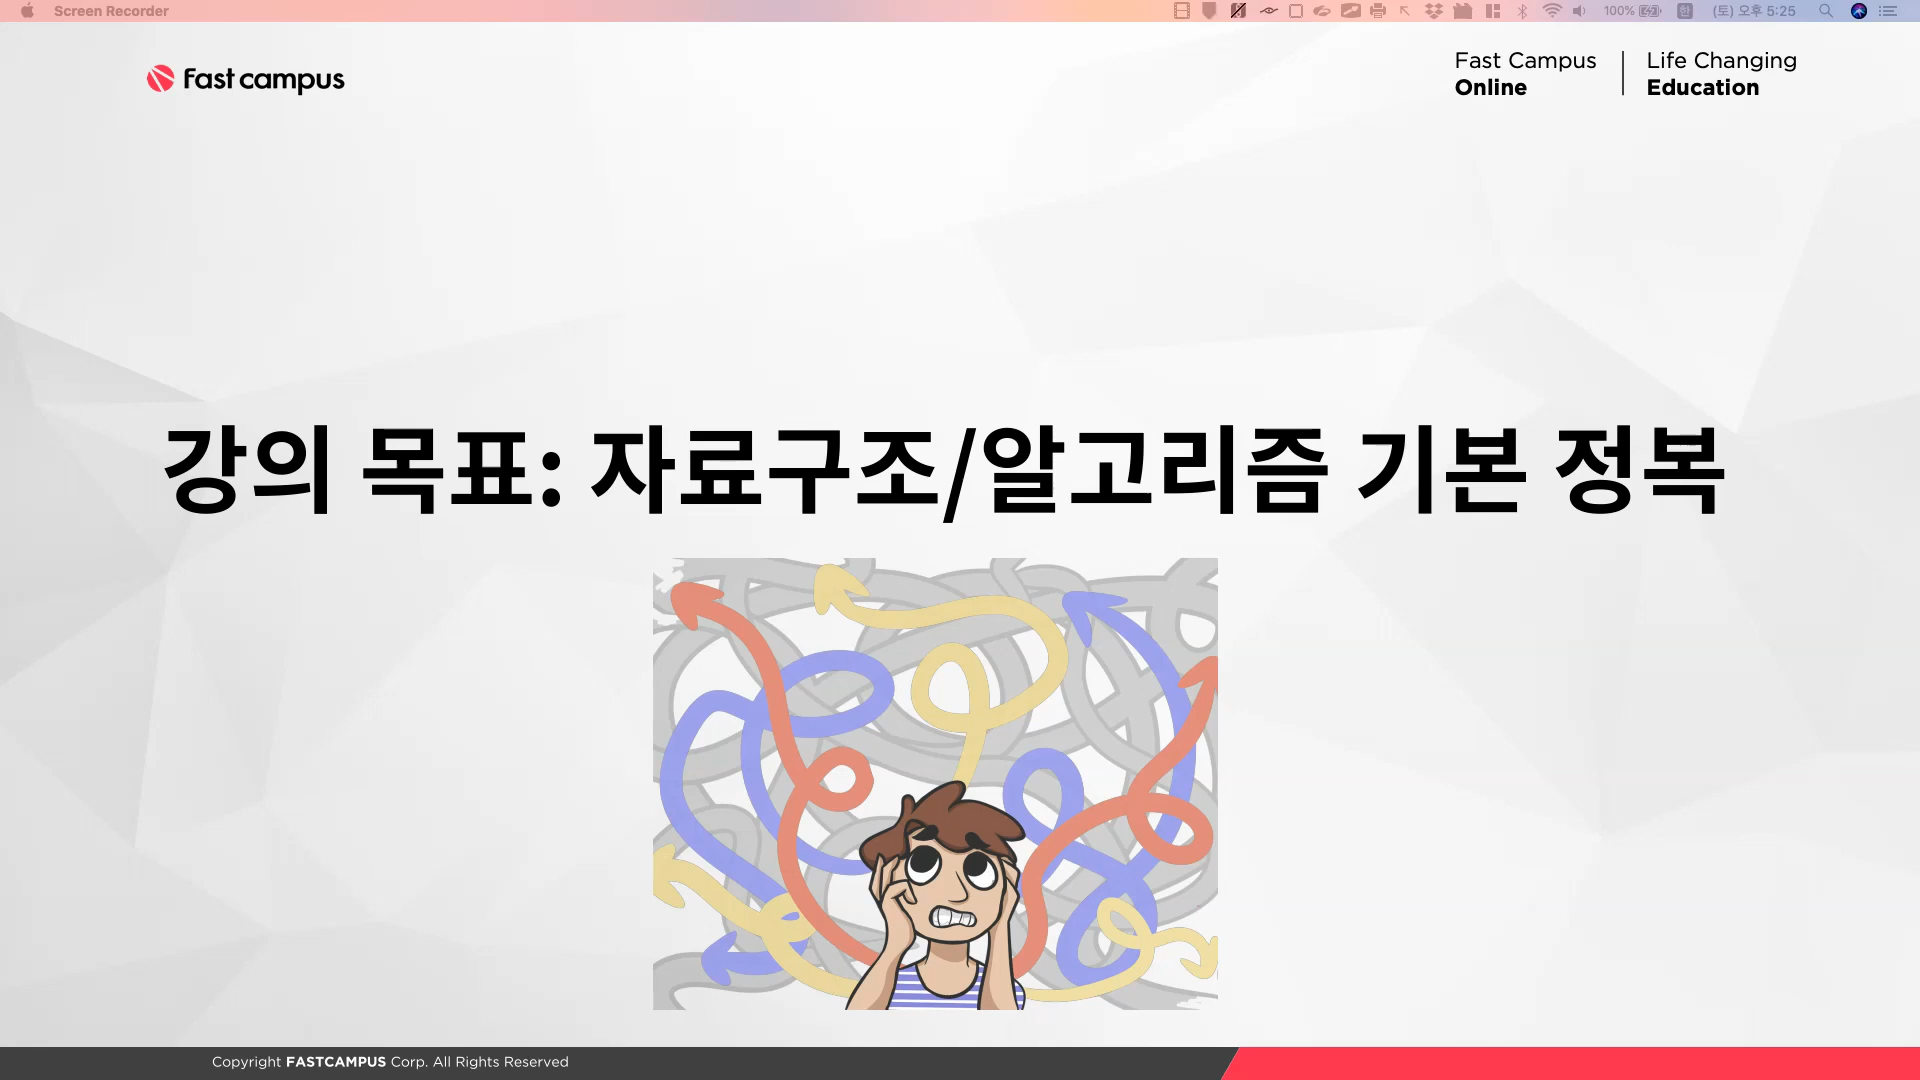 Screen Recorder
100%
(토) 오후 5:25
Fast campus
Fast Campus
Online
Life Changing
Education
강의 목표: 자료구조/알고리즘 기본 정복
Copyright FASTCAMPUS Corp. All Rights Reserved